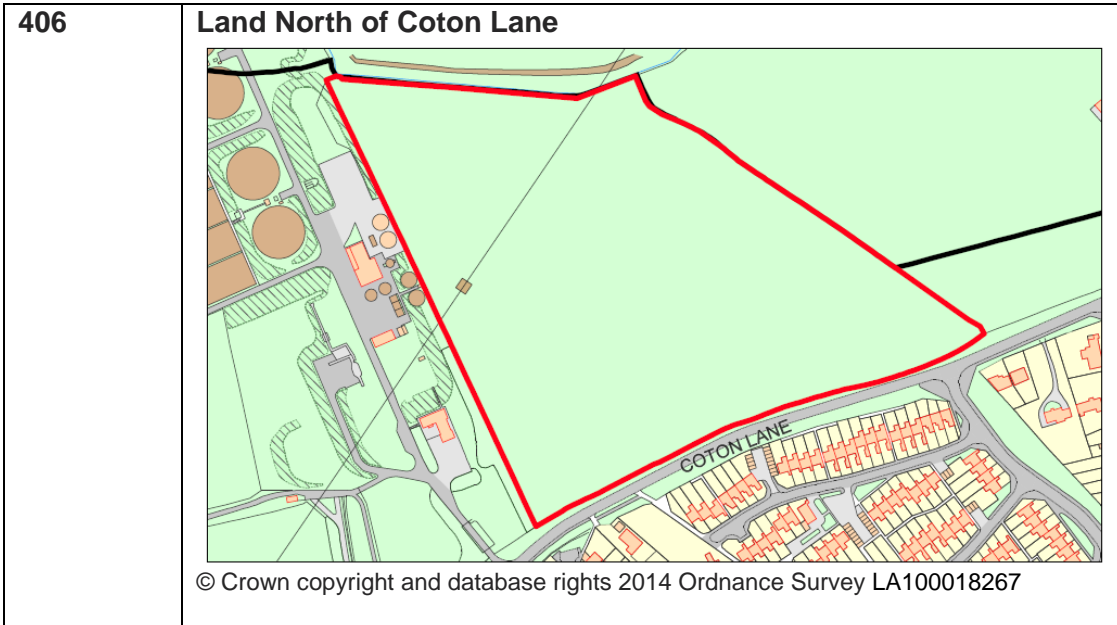 406
Land North of Coton Lane
COTON LANE
© Crown copyright and database rights 2014 Ordnance Survey LA100018267